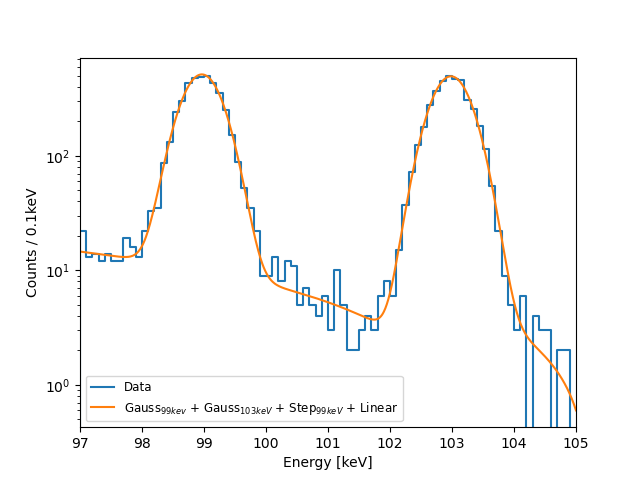 Counts / 0.1keV
10²
10¹
10⁰
Data
Gauss₉₉ₖₑᵥ + Gauss₁₀₃ₖₑV + Step₉₉ₖₑV + Linear
97 98 99 100 101 102 103 104 105
Energy [keV]